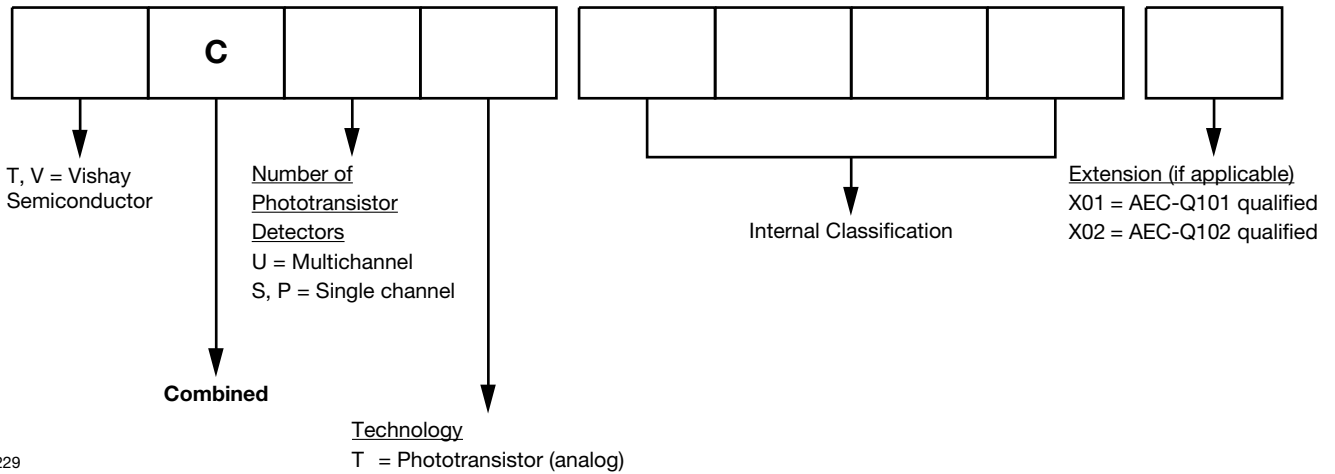 C
T, V = Vishay
Semiconductor
Number of
Phototransistor
Detectors
U = Multichannel
S, P = Single channel
Internal Classification
Extension (if applicable)
X01 = AEC-Q101 qualified
X02 = AEC-Q102 qualified
Combined
Technology
T = Phototransistor (analog)
229